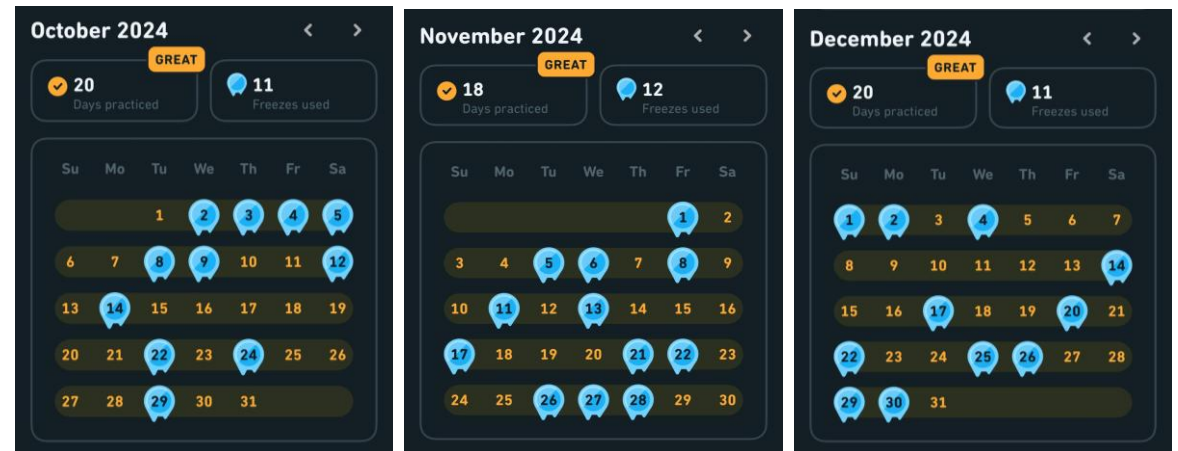 October 2024 < >
GREAT
20
Days practiced
11
Freezes used
Su Mo Tu We Th Fr Sa
1 2 3 4 5
6 7 8 9 10 11 12
13 14 15 16 17 18 19
20 21 22 23 24 25 26
27 28 29 30 31
November 2024 < >
GREAT
18
Days practiced
12
Freezes used
Su Mo Tu We Th Fr Sa
1 2
3 4 5 6 7 8 9
10 11 12 13 14 15 16
17 18 19 20 21 22 23
24 25 26 27 28 29 30
December 2024 < >
GREAT
20
Days practiced
11
Freezes used
Su Mo Tu We Th Fr Sa
1 2 3 4 5 6 7
8 9 10 11 12 13 14
15 16 17 18 19 20 21
22 23 24 25 26 27 28
29 30 31